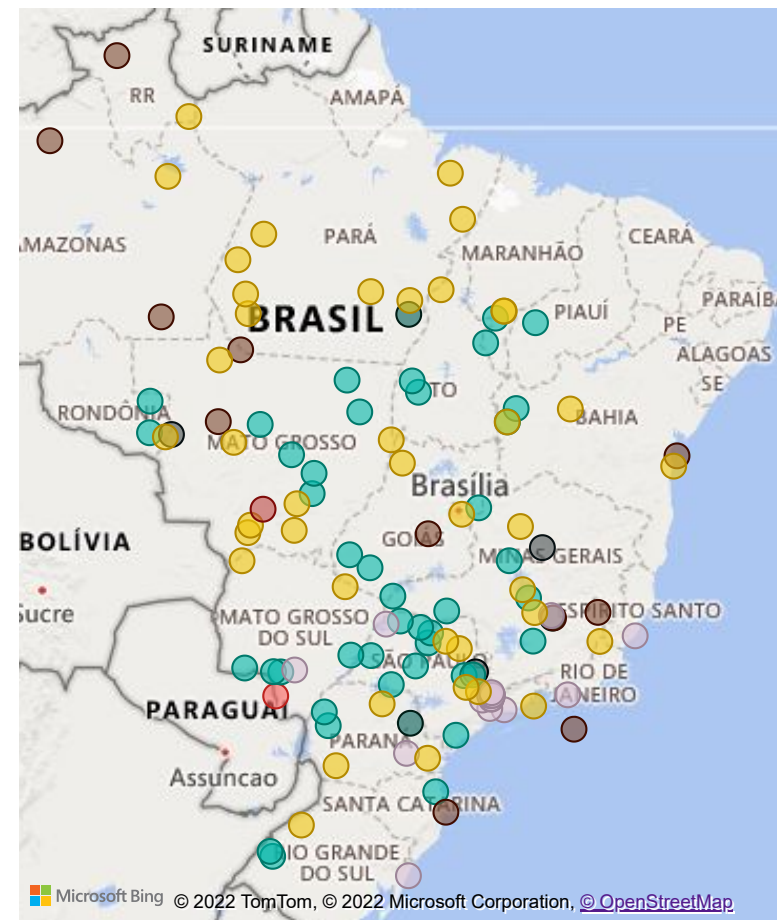 SURINAME
RR
AMAPÁ
AMAZONAS
PARÁ
MARANHÃO
CEARÁ
BRASIL
PIAUÍ
PARAÍB
PE
ALAGOAS
SE
TO
RONDÔNIA
MATO GROSSO
BAHIA
Brasília
BOLÍVIA
GOIÁS
MINAS GERAIS
Sucre
MATO GROSSO
DO SUL
ESPÍRITO SANTO
SÃO PAULO
RIO DE
JANEIRO
PARAGUAI
PARANÁ
Assuncao
SANTA CATARINA
RIO GRANDE
DO SUL
Microsoft Bing
© 2022 TomTom, © 2022 Microsoft Corporation, © OpenStreetMap